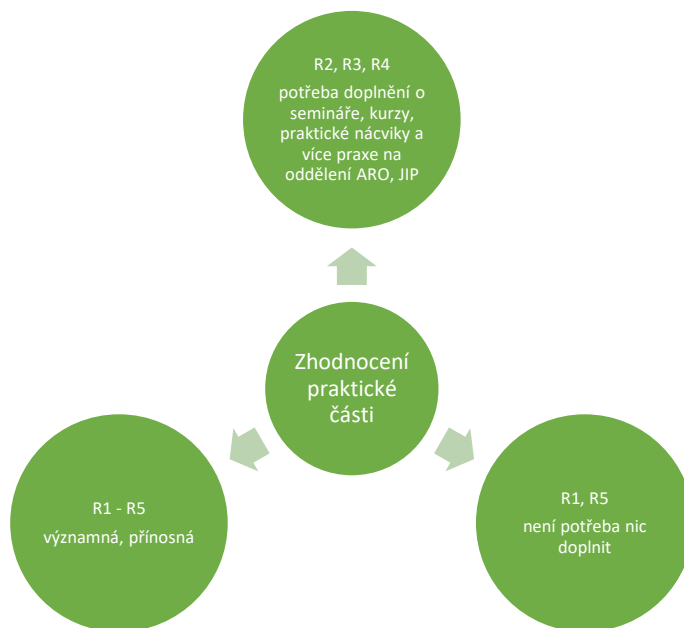 R2, R3, R4
potřeba doplnění o
semináře, kurzy,
praktické nácviky a
více praxe na
oddělení ARO, JIP
Zhodnocení
praktické
části
R1 - R5
významná, přínosná
R1, R5
není potřeba nic
doplnit